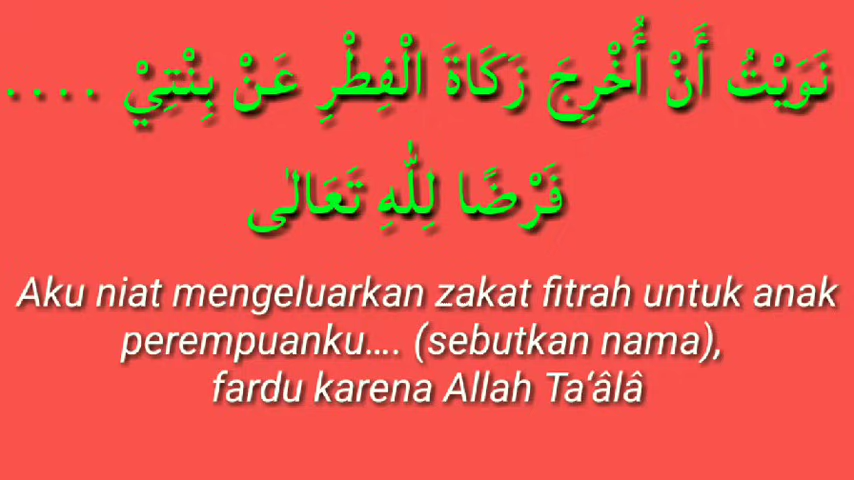 نَوَيْتُ أَنْ أُخْرِجَ زَكَاةَ الْفِطْرِ عَنْ بِنْتِيْ ....
فَرْضًا لِلّٰهِ تَعَالٰى
Aku niat mengeluarkan zakat fitrah untuk anak
perempuanku.... (sebutkan nama),
fardu karena Allah Ta‘âlâ